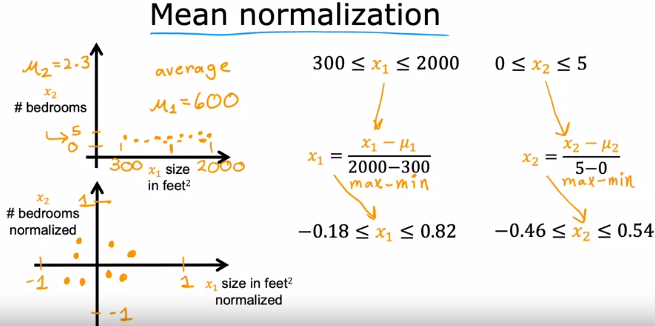 Mean normalization
μ₂=2.3
x₂
# bedrooms
5
0
average
μ₁=600
300 x₁ size 2000
in feet²
300 ≤ x₁ ≤ 2000
0 ≤ x₂ ≤ 5
x₁ = (x₁ − μ₁)/(2000−300)
max-min
x₂ = (x₂ − μ₂)/(5−0)
max-min
−0.18 ≤ x₁ ≤ 0.82
−0.46 ≤ x₂ ≤ 0.54
x₂ 1
# bedrooms
normalized
-1
1 x₁ size in feet²
normalized
-1